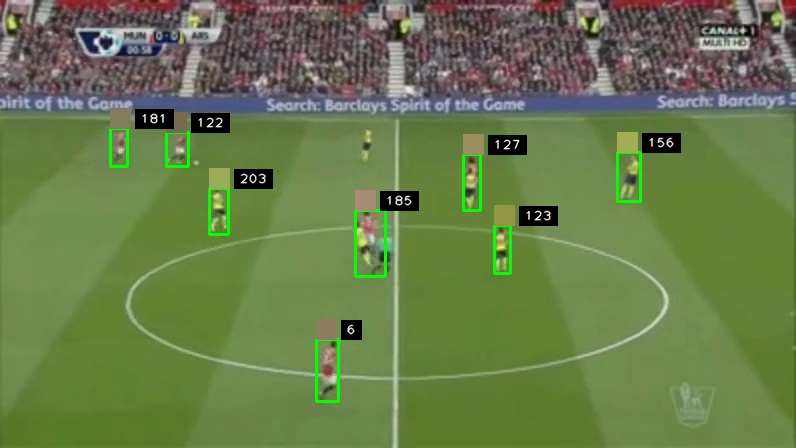 MUN 0-0 ARS
00:58
CANAL+ 1
MULTI HD
pirit of the Game
Search: Barclays Spirit of the Game
Search: Barclays S
181
122
127
156
203
185
123
6